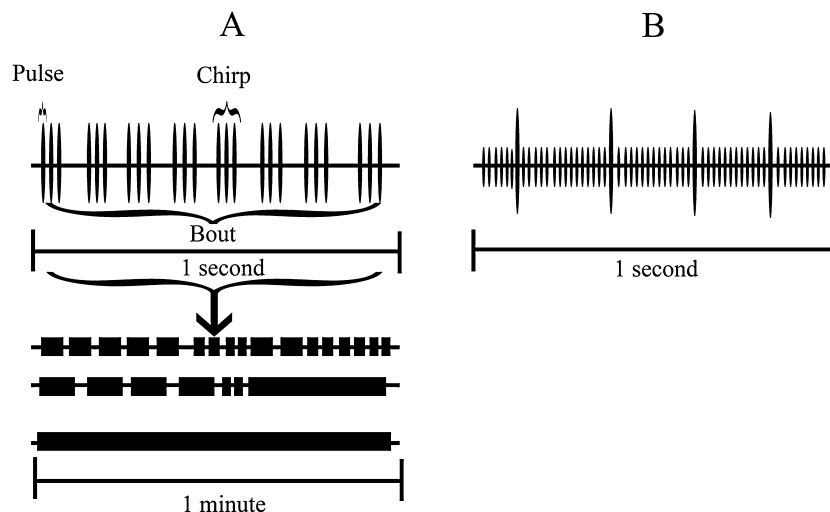 A
B
Pulse
Chirp
Bout
1 second
1 second
1 minute